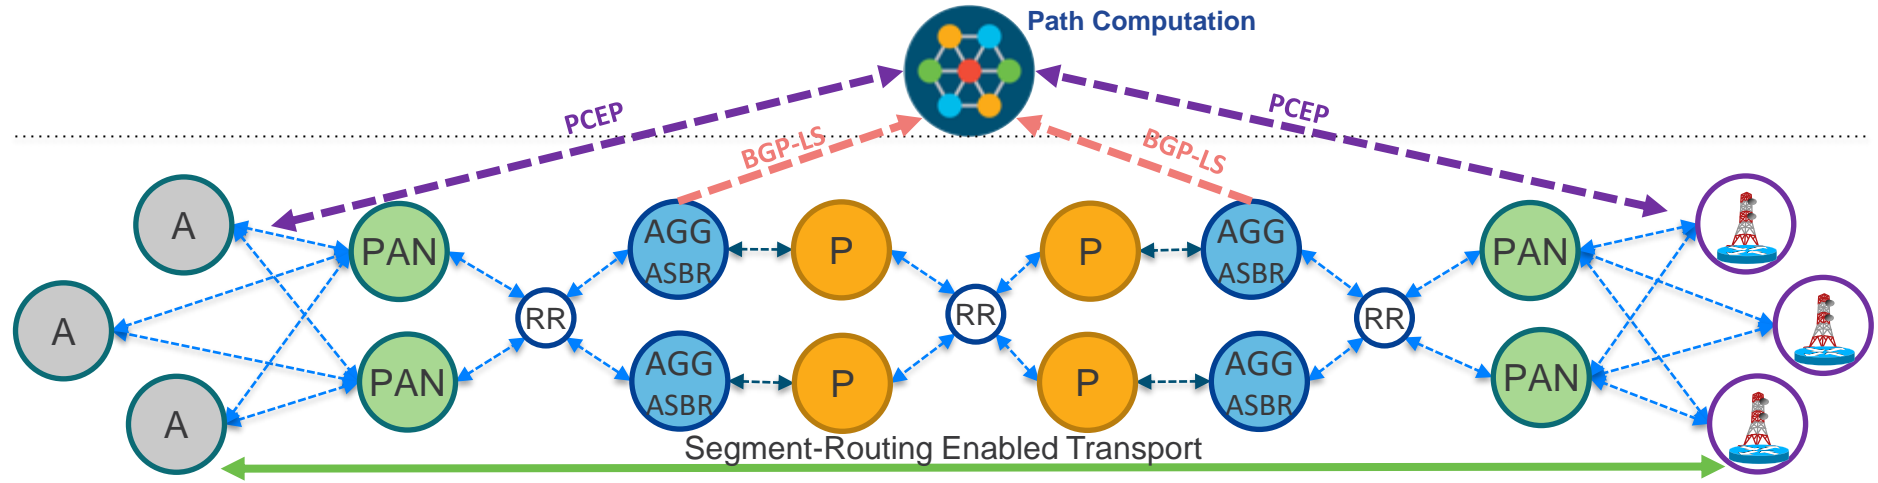 Path Computation
PCEP
PCEP
BGP-LS
BGP-LS
A
PAN
AGG
ASBR
P
P
AGG
ASBR
PAN
A
RR
RR
RR
A
PAN
AGG
ASBR
P
P
AGG
ASBR
PAN
Segment-Routing Enabled Transport